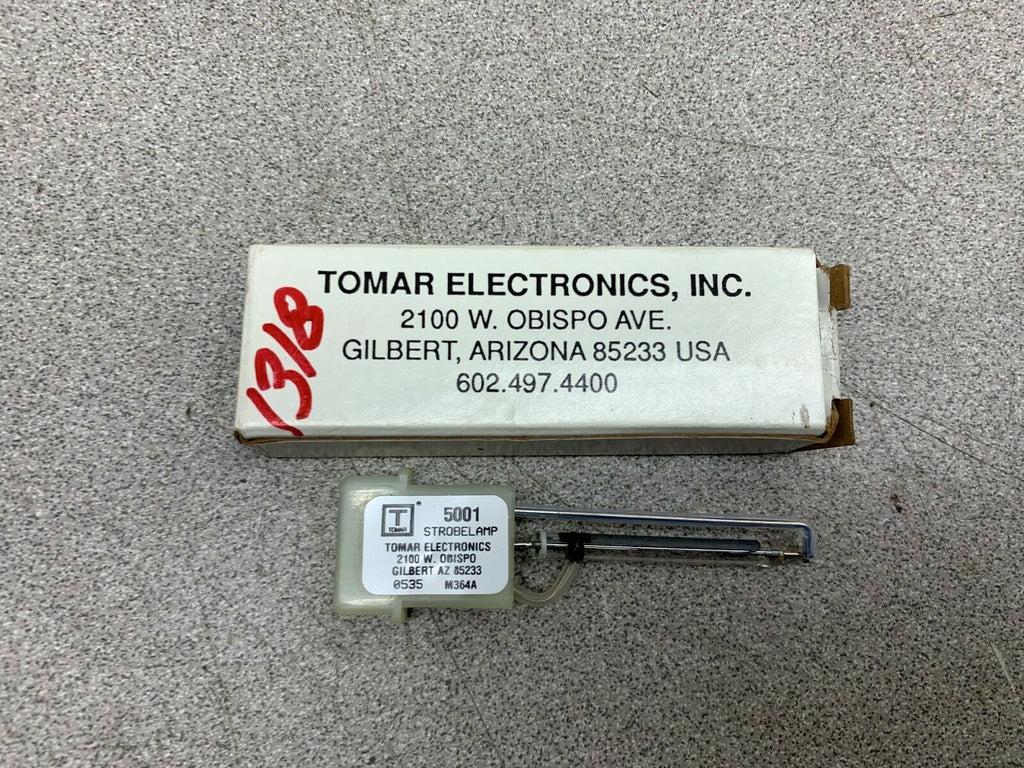 TOMAR ELECTRONICS, INC.
2100 W. OBISPO AVE.
GILBERT, ARIZONA 85233 USA
602.497.4400
1318
T
TOMAR
5001
STROBELAMP
TOMAR ELECTRONICS
2100 W. OBISPO
GILBERT AZ 85233
0535 M364A